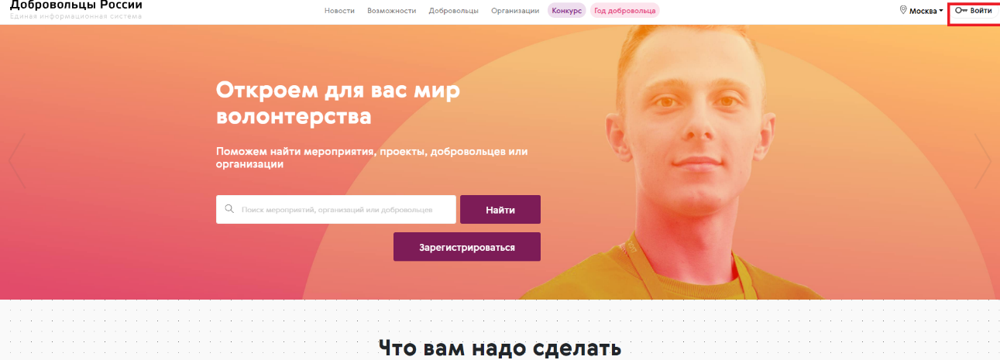 Добровольцы России
Единая информационная система
Новости Возможности Добровольцы Организации Конкурс Год добровольца
Москва Войти
Откроем для вас мир
волонтерства
Поможем найти мероприятия, проекты, добровольцев или
организации
Поиск мероприятий, организаций или добровольцев
Найти
Зарегистрироваться
2017
Что вам надо сделать